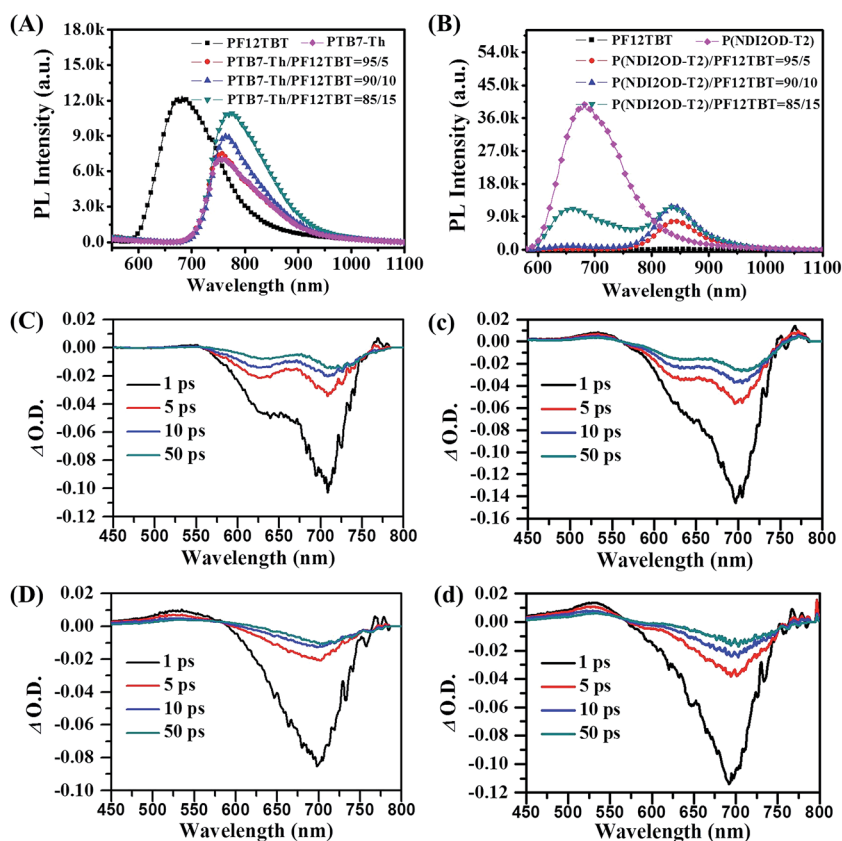 (A)
PL Intensity (a.u.)
18.0k
15.0k
12.0k
9.0k
6.0k
3.0k
0.0
PF12TBT PTB7-Th
PTB7-Th/PF12TBT=95/5
PTB7-Th/PF12TBT=90/10
PTB7-Th/PF12TBT=85/15
600 700 800 900 1000 1100
Wavelength (nm)
(B)
PL Intensity (a.u.)
54.0k
45.0k
36.0k
27.0k
18.0k
9.0k
0.0
PF12TBT P(NDI2OD-T2)
P(NDI2OD-T2)/PF12TBT=95/5
P(NDI2OD-T2)/PF12TBT=90/10
P(NDI2OD-T2)/PF12TBT=85/15
600 700 800 900 1000 1100
Wavelength (nm)
(C)
Δ O.D.
0.02
0.00
-0.02
-0.04
-0.06
-0.08
-0.10
-0.12
1 ps
5 ps
10 ps
50 ps
450 500 550 600 650 700 750 800
Wavelength (nm)
(c)
Δ O.D.
0.02
0.00
-0.02
-0.04
-0.06
-0.08
-0.10
-0.12
-0.14
-0.16
1 ps
5 ps
10 ps
50 ps
450 500 550 600 650 700 750 800
Wavelength (nm)
(D)
Δ O.D.
0.02
0.00
-0.02
-0.04
-0.06
-0.08
-0.10
1 ps
5 ps
10 ps
50 ps
450 500 550 600 650 700 750 800
Wavelength (nm)
(d)
Δ O.D.
0.02
0.00
-0.02
-0.04
-0.06
-0.08
-0.10
-0.12
1 ps
5 ps
10 ps
50 ps
450 500 550 600 650 700 750 800
Wavelength (nm)